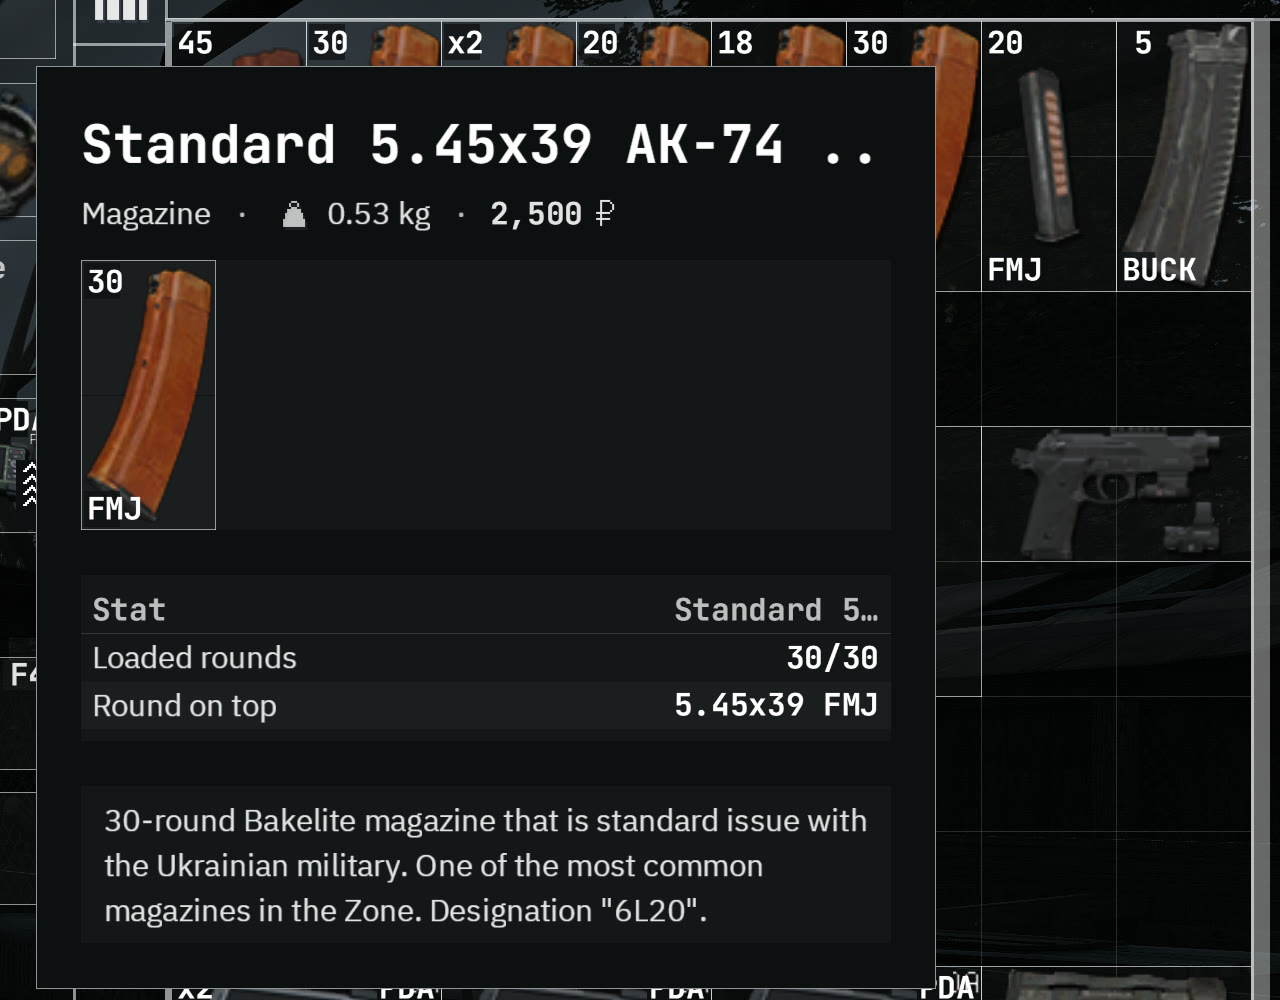 45 30 x2 20 18 30 20 5
Standard 5.45x39 AK-74 ..
Magazine · 0.53 kg · 2,500 ₽
30
FMJ
FMJ BUCK
Stat Standard 5…
Loaded rounds 30/30
Round on top 5.45x39 FMJ
30-round Bakelite magazine that is standard issue with
the Ukrainian military. One of the most common
magazines in the Zone. Designation "6L20".
x2 PDA PDA PDA